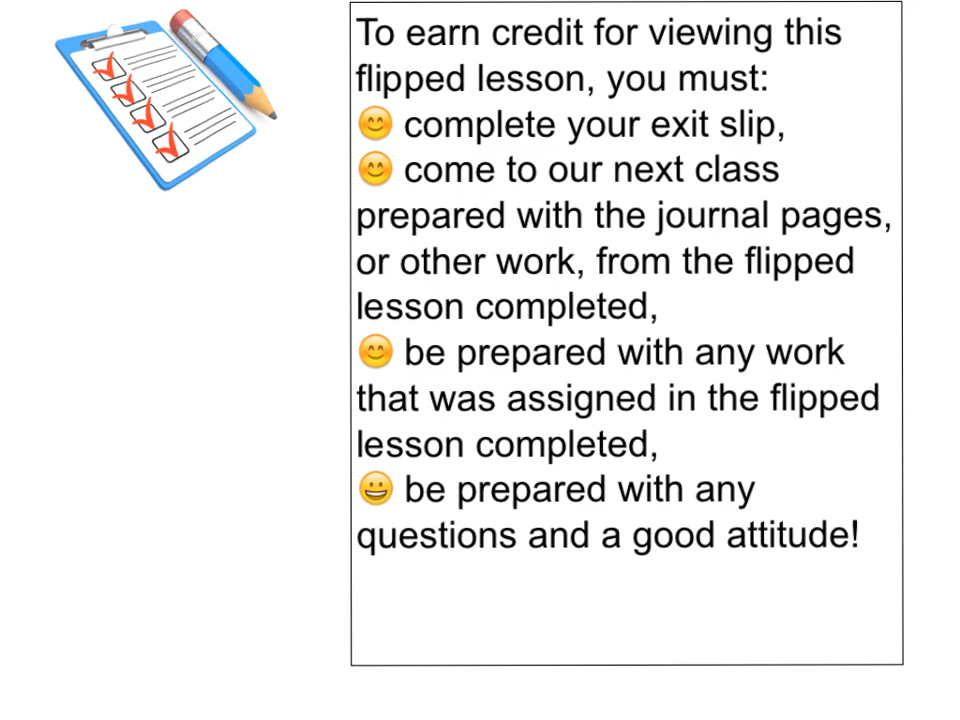 To earn credit for viewing this
flipped lesson, you must:
😊 complete your exit slip,
😊 come to our next class
prepared with the journal pages,
or other work, from the flipped
lesson completed,
😊 be prepared with any work
that was assigned in the flipped
lesson completed,
😀 be prepared with any
questions and a good attitude!